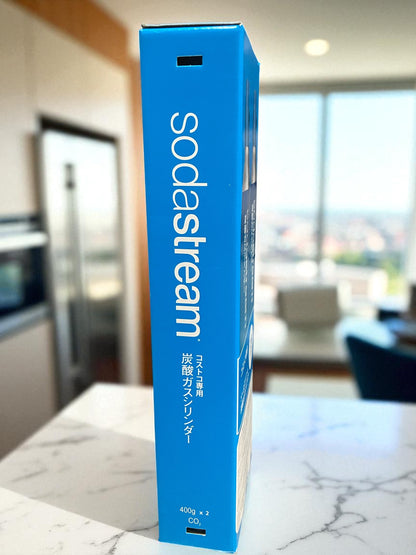 sodastream
コストコ専用
炭酸ガスシリンダー
400g x 2
CO₂